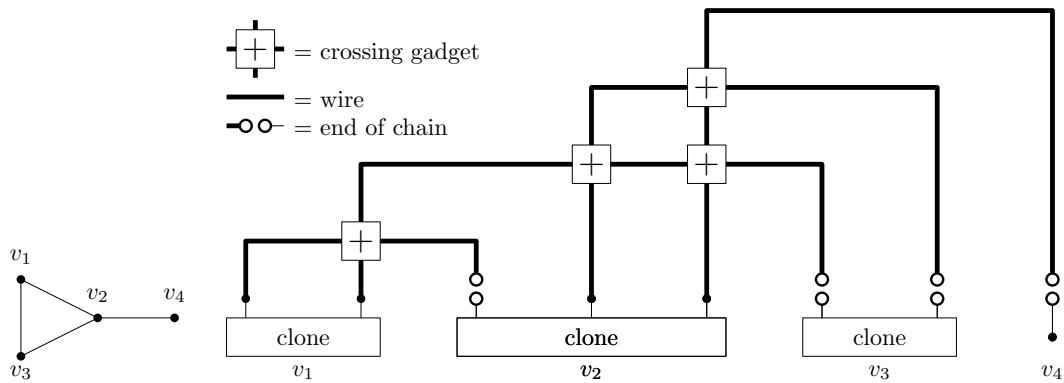 + = crossing gadget
= wire
= end of chain
+
+ +
+
v1
v2 v4
v3
clone clone clone
v1 v2 v3 v4